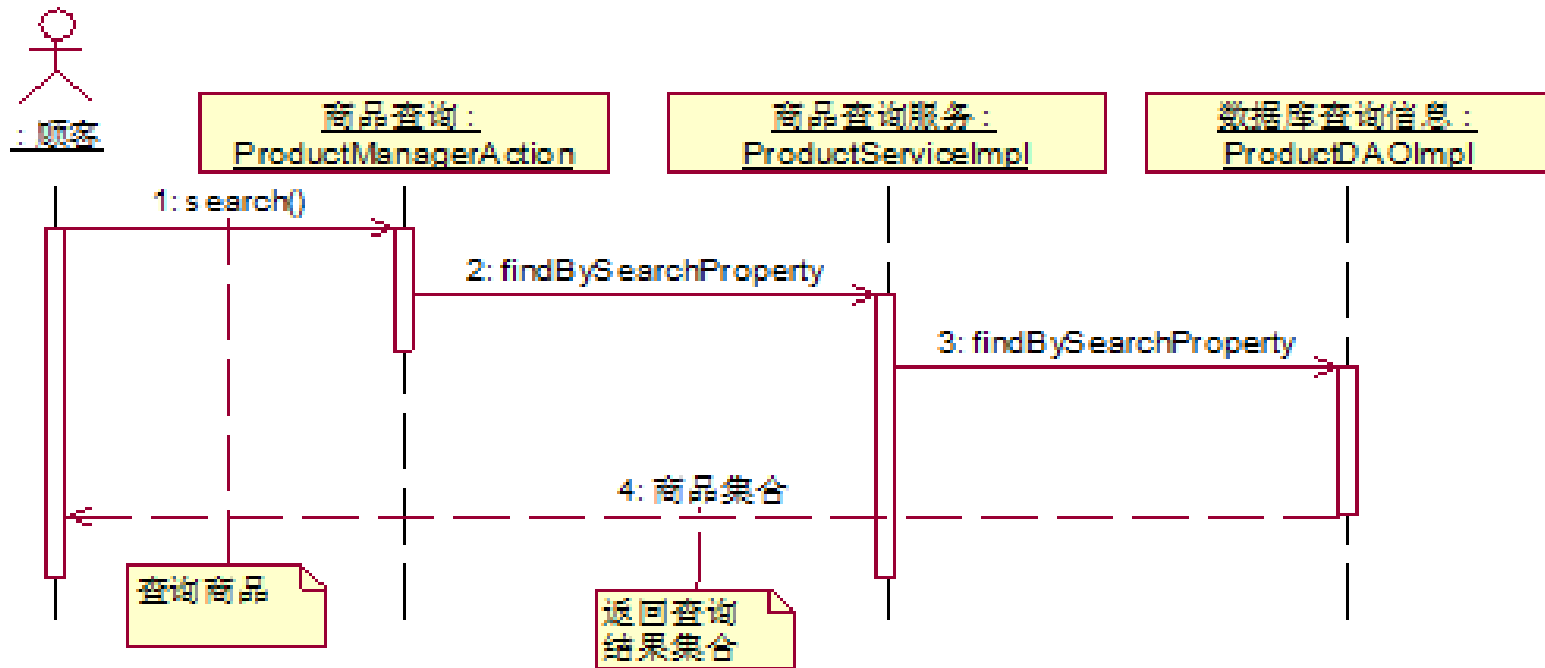 : 顾客
商品查询 :
ProductManagerAction
商品查询服务 :
ProductServiceImpl
数据库查询信息 :
ProductDAOImpl
1: search()
2: findBySearchProperty
3: findBySearchProperty
4: 商品集合
查询商品
返回查询
结果集合